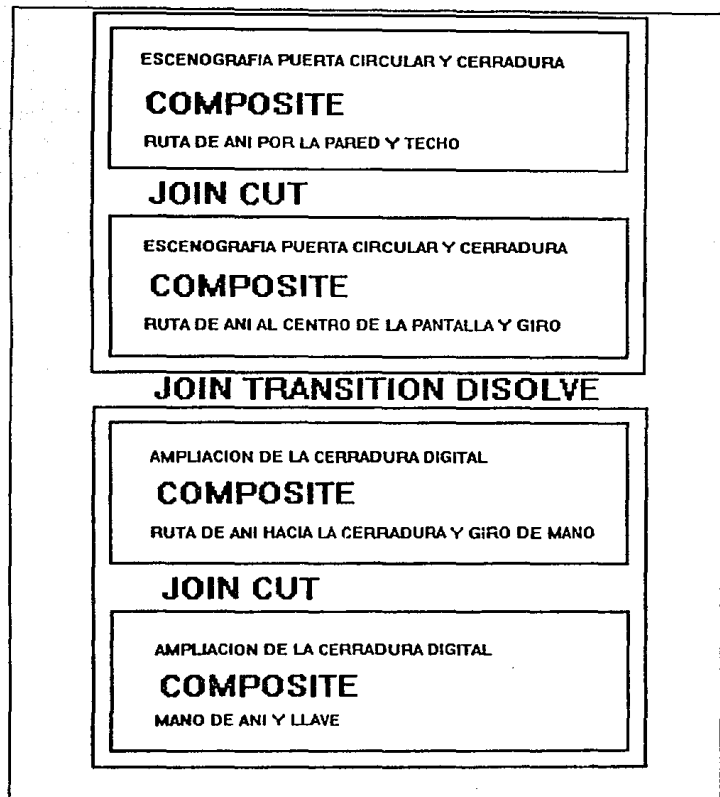 ESCENOGRAFIA PUERTA CIRCULAR Y CERRADURA
COMPOSITE
RUTA DE ANI POR LA PARED Y TECHO
JOIN CUT
ESCENOGRAFIA PUERTA CIRCULAR Y CERRADURA
COMPOSITE
RUTA DE ANI AL CENTRO DE LA PANTALLA Y GIRO
JOIN TRANSITION DISOLVE
AMPLIACION DE LA CERRADURA DIGITAL
COMPOSITE
RUTA DE ANI HACIA LA CERRADURA Y GIRO DE MANO
JOIN CUT
AMPLIACION DE LA CERRADURA DIGITAL
COMPOSITE
MANO DE ANI Y LLAVE